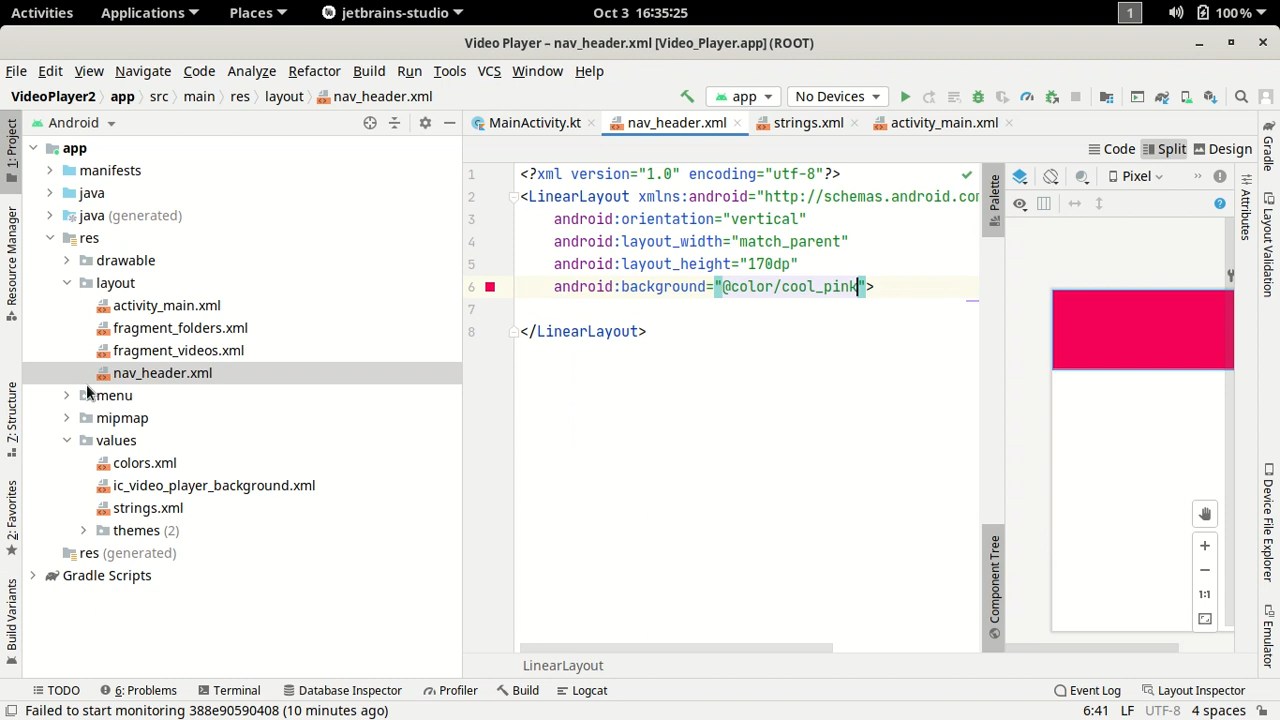 Activities Applications Places jetbrains-studio Oct 3 16:35:25 1 100%
Video Player – nav_header.xml [Video_Player.app] (ROOT)
File Edit View Navigate Code Analyze Refactor Build Run Tools VCS Window Help
VideoPlayer2 app src main res layout nav_header.xml app No Devices
Android MainActivity.kt nav_header.xml strings.xml activity_main.xml
Code Split Design
1: Project
Resource Manager
Z: Structure
2: Favorites
Build Variants
app
manifests
java
java (generated)
res
drawable
layout
activity_main.xml
fragment_folders.xml
fragment_videos.xml
nav_header.xml
menu
mipmap
values
colors.xml
ic_video_player_background.xml
strings.xml
themes (2)
res (generated)
Gradle Scripts
1 <?xml version="1.0" encoding="utf-8"?>
2 <LinearLayout xmlns:android="http://schemas.android.com
3 android:orientation="vertical"
4 android:layout_width="match_parent"
5 android:layout_height="170dp"
6 android:background="@color/cool_pink">
7
8 </LinearLayout>
LinearLayout
Palette
Component Tree
Pixel
1:1
Attributes
Gradle
Layout Validation
Device File Explorer
Emulator
TODO 6: Problems Terminal Database Inspector Profiler Build Logcat Event Log Layout Inspector
Failed to start monitoring 388e90590408 (10 minutes ago) 6:41 LF UTF-8 4 spaces